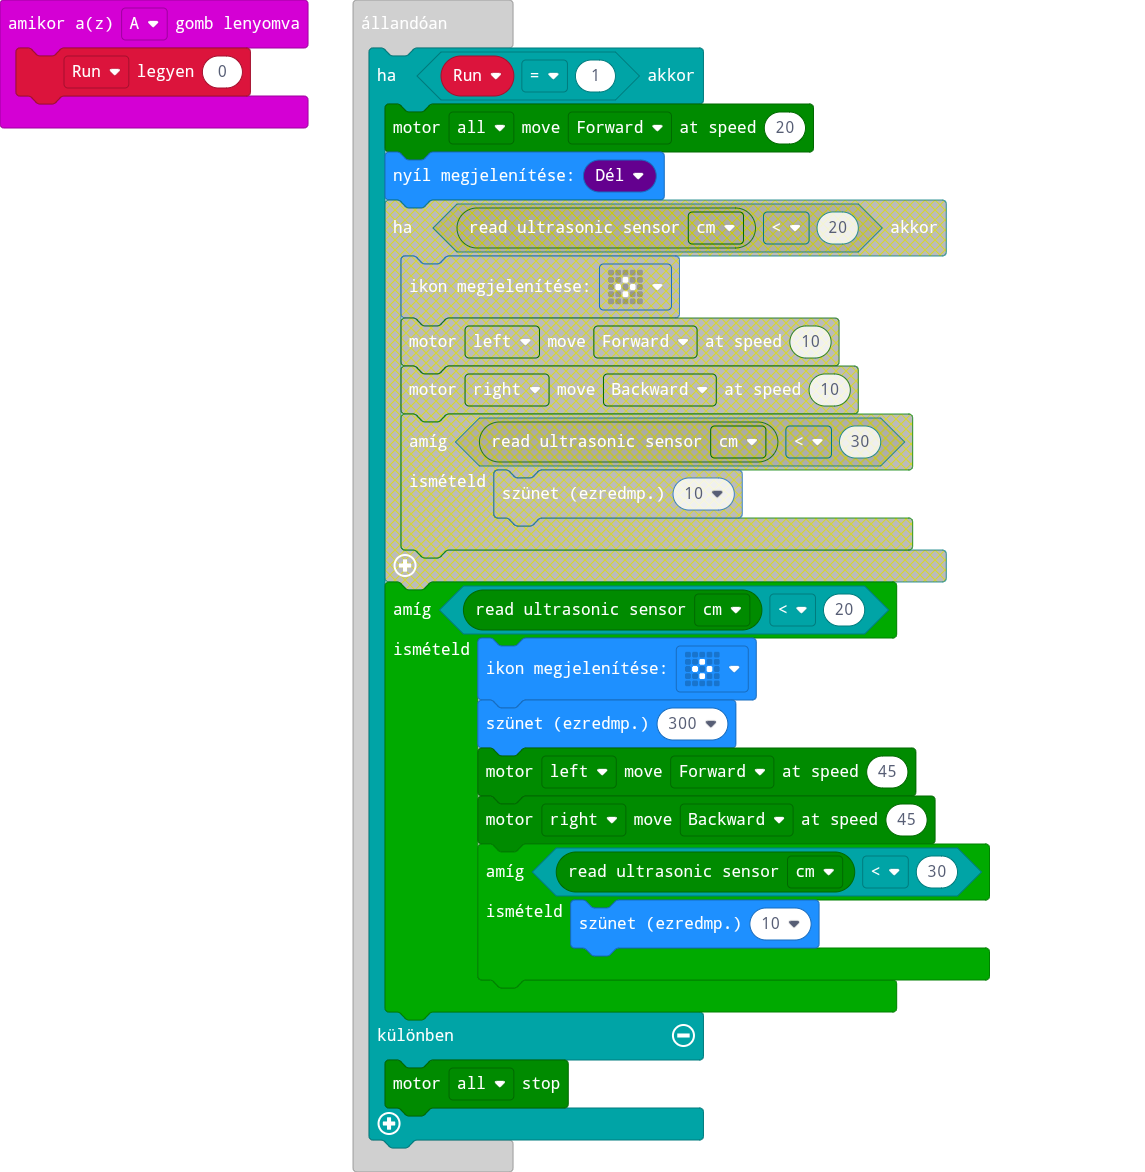 amikor a(z) A gomb lenyomva
Run legyen 0
állandóan
ha Run = 1 akkor
motor all move Forward at speed 20
nyíl megjelenítése: Dél
ha read ultrasonic sensor cm < 20 akkor
ikon megjelenítése:
motor left move Forward at speed 10
motor right move Backward at speed 10
amíg read ultrasonic sensor cm < 30
ismételd
szünet (ezredmp.) 10
amíg read ultrasonic sensor cm < 20
ismételd
ikon megjelenítése:
szünet (ezredmp.) 300
motor left move Forward at speed 45
motor right move Backward at speed 45
amíg read ultrasonic sensor cm < 30
ismételd
szünet (ezredmp.) 10
különben
motor all stop